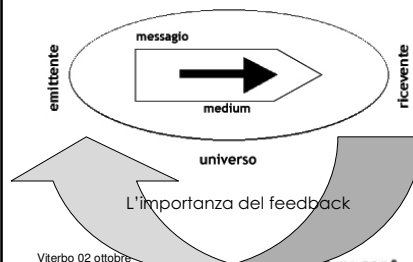 messagio
emittente
ricevente
medium
universo
L'importanza del feedback
Viterbo 02 ottobre